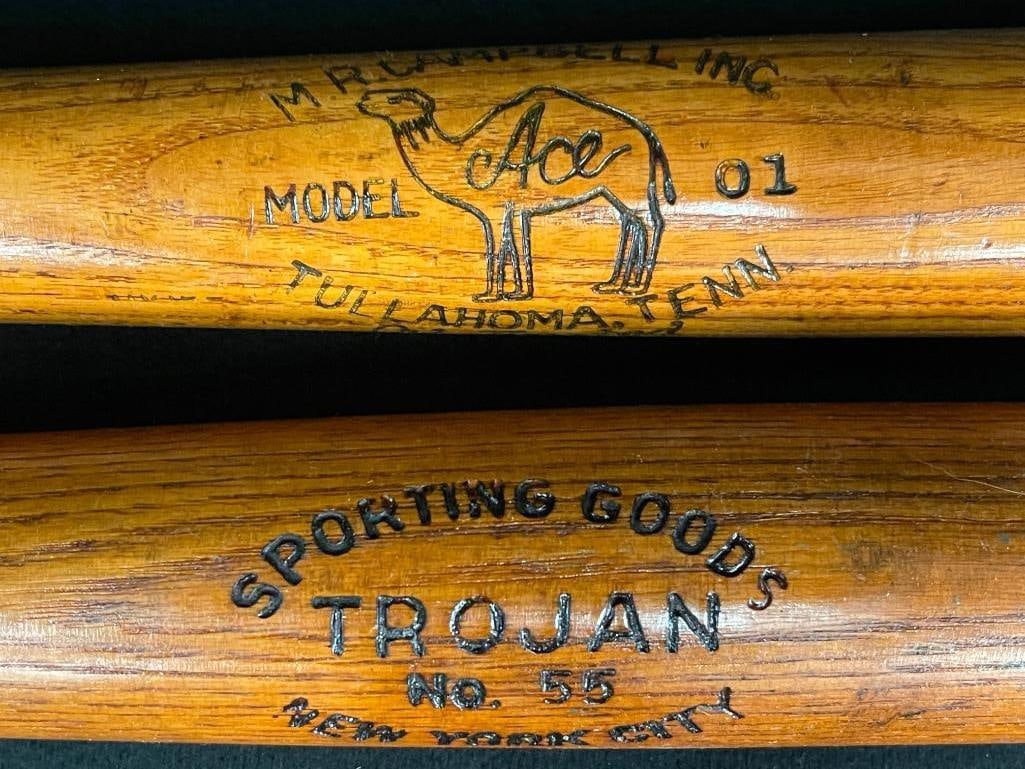 M R CAMPBELL INC.
Ace
MODEL 01
TULLAHOMA, TENN.
SPORTING GOODS
TROJAN
No. 55
NEW YORK CITY